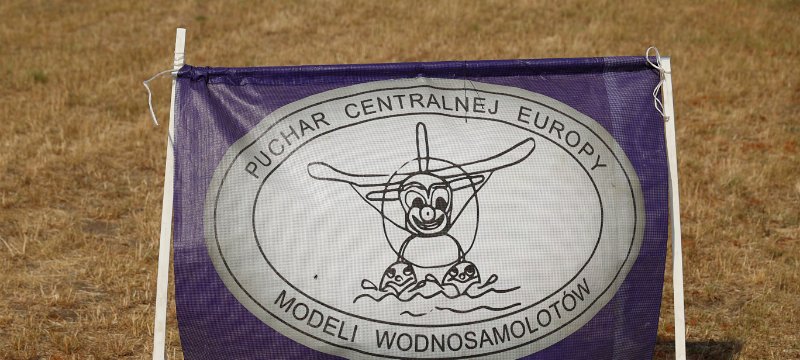 PUCHAR CENTRALNEJ EUROPY
MODELI WODNOSAMOLOTÓW